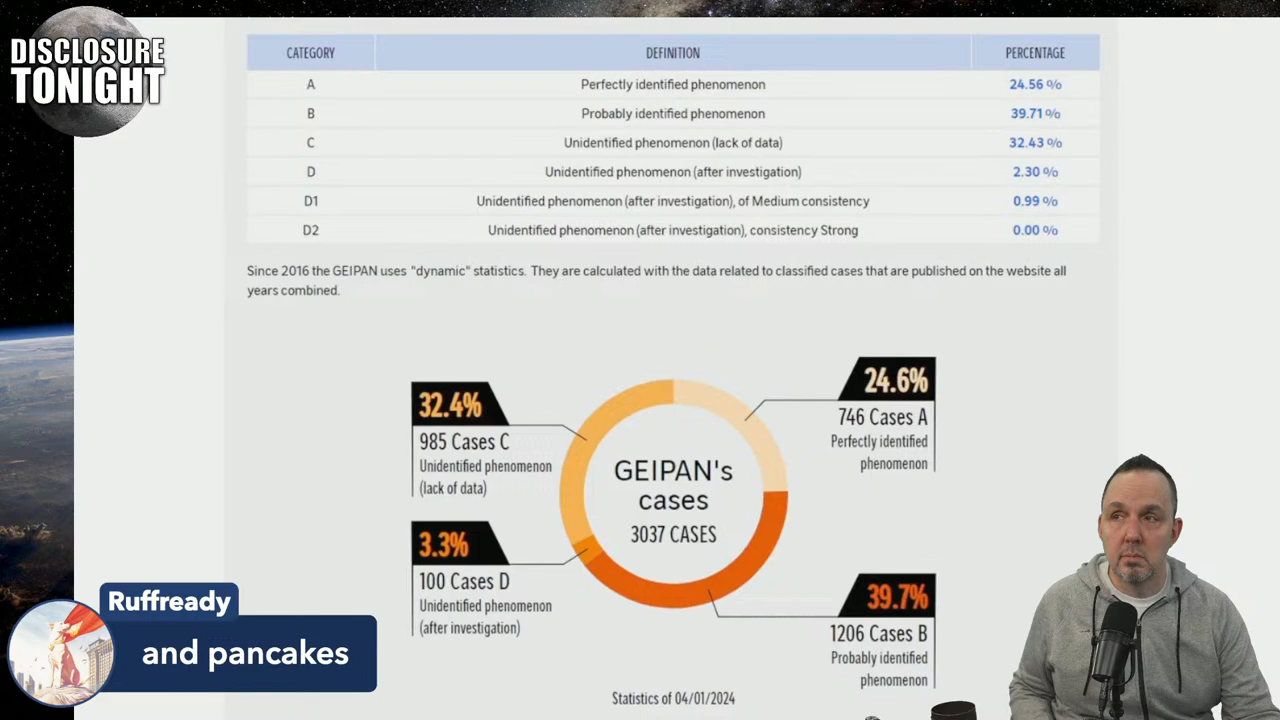 DISCLOSURE
TONIGHT
CATEGORY DEFINITION PERCENTAGE
A Perfectly identified phenomenon 24.56 %
B Probably identified phenomenon 39.71 %
C Unidentified phenomenon (lack of data) 32.43 %
D Unidentified phenomenon (after investigation) 2.30 %
D1 Unidentified phenomenon (after investigation), of Medium consistency 0.99 %
D2 Unidentified phenomenon (after investigation), consistency Strong 0.00 %
Since 2016 the GEIPAN uses "dynamic" statistics. They are calculated with the data related to classified cases that are published on the website all
years combined.
24.6%
746 Cases A
Perfectly identified
phenomenon
32.4%
985 Cases C
Unidentified phenomenon
(lack of data)
GEIPAN's
cases
3037 CASES
3.3%
100 Cases D
Unidentified phenomenon
(after investigation)
39.7%
1206 Cases B
Probably identified
phenomenon
Statistics of 04/01/2024
Ruffready
and pancakes